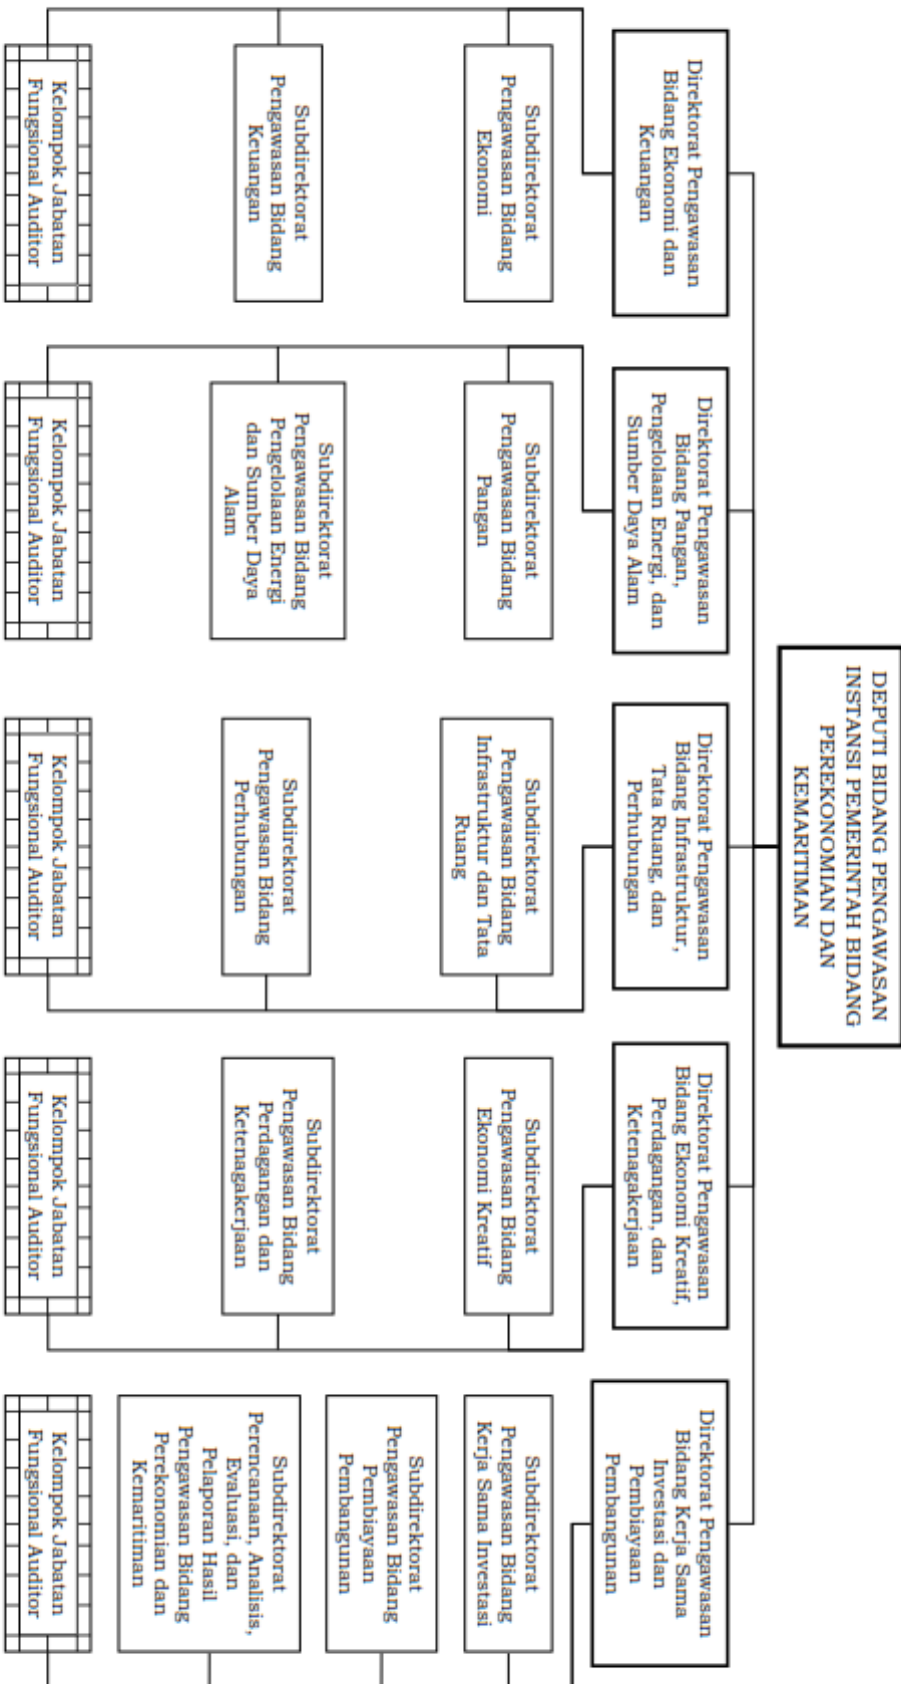 DEPUTI BIDANG PENGAWASAN
INSTANSI PEMERINTAH BIDANG
PEREKONOMIAN DAN
KEMARITIMAN
Direktorat Pengawasan
Bidang Ekonomi dan
Keuangan
Direktorat Pengawasan
Bidang Pangan,
Pengelolaan Energi, dan
Sumber Daya Alam
Direktorat Pengawasan
Bidang Infrastruktur,
Tata Ruang, dan
Perhubungan
Direktorat Pengawasan
Bidang Ekonomi Kreatif,
Perdagangan, dan
Ketenagakerjaan
Direktorat Pengawasan
Bidang Kerja Sama
Investasi dan
Pembiayaan
Pembangunan
Subdirektorat
Pengawasan Bidang
Ekonomi
Subdirektorat
Pengawasan Bidang
Pangan
Subdirektorat
Pengawasan Bidang
Infrastruktur dan Tata
Ruang
Subdirektorat
Pengawasan Bidang
Ekonomi Kreatif
Subdirektorat
Pengawasan Bidang
Kerja Sama Investasi
Subdirektorat
Pengawasan Bidang
Keuangan
Subdirektorat
Pengawasan Bidang
Pengelolaan Energi
dan Sumber Daya
Alam
Subdirektorat
Pengawasan Bidang
Perhubungan
Subdirektorat
Pengawasan Bidang
Perdagangan dan
Ketenagakerjaan
Subdirektorat
Pengawasan Bidang
Pembiayaan
Pembangunan
Subdirektorat
Perencanaan, Analisis,
Evaluasi, dan
Pelaporan Hasil
Pengawasan Bidang
Perekonomian dan
Kemaritiman
Kelompok Jabatan
Fungsional Auditor
Kelompok Jabatan
Fungsional Auditor
Kelompok Jabatan
Fungsional Auditor
Kelompok Jabatan
Fungsional Auditor
Kelompok Jabatan
Fungsional Auditor